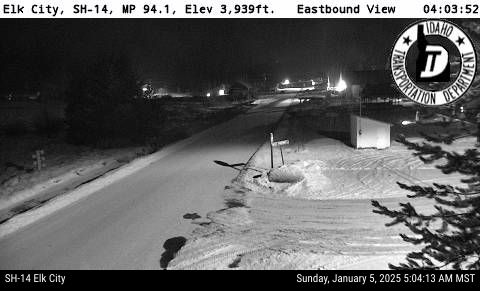 Elk City, SH-14, MP 94.1, Elev 3,939ft. Eastbound View 04:03:52
IDAHO
TRANSPORTATION DEPARTMENT
SH-14 Elk City Sunday, January 5, 2025 5:04:13 AM MST